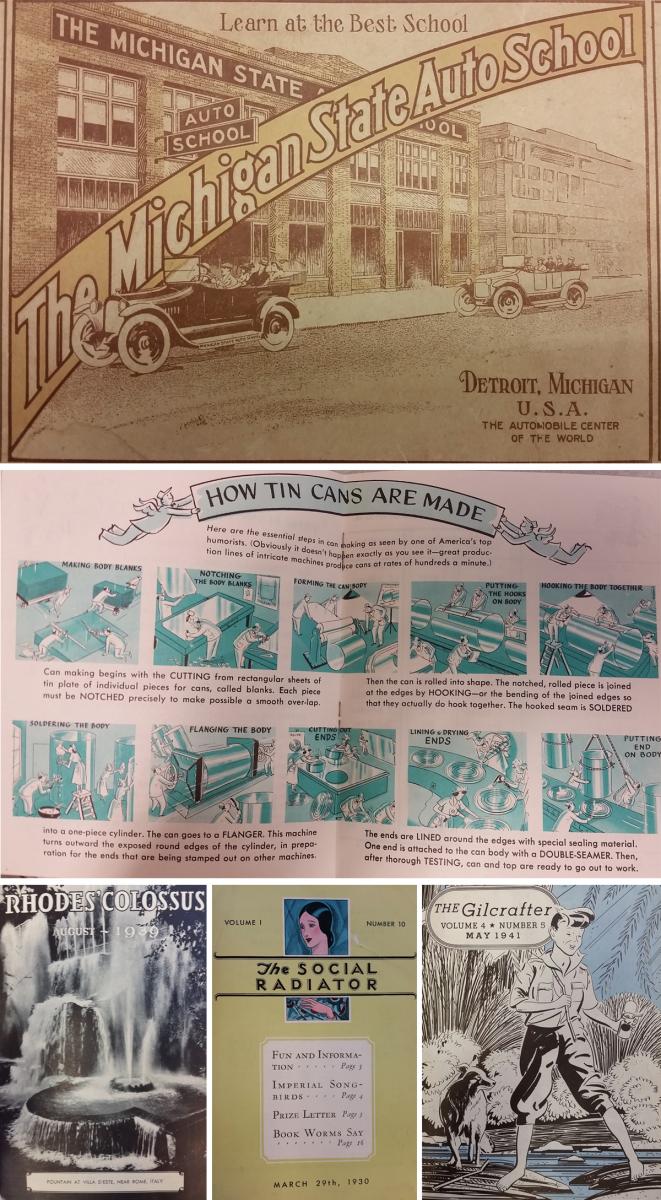 Learn at the Best School
THE MICHIGAN STATE A
OOL
AUTO
SCHOOL
The Michigan State Auto School
MICHIGAN STATE AUTO SCHOOL
DETROIT, MICHIGAN
U.S.A.
THE AUTOMOBILE CENTER
OF THE WORLD
HOW TIN CANS ARE MADE
Here are the essential steps in can making as seen by one of America's top
humorists. (Obviously it doesn't happen exactly as you see it—great produc-
tion lines of intricate machines produce cans at rates of hundreds a minute.)
MAKING BODY BLANKS
NOTCHING
THE BODY BLANKS
FORMING THE CAN BODY
PUTTING
THE HOOKS
ON BODY
HOOKING THE BODY TOGETHER
Can making begins with the CUTTING from rectangular sheets of
tin plate of individual pieces for cans, called blanks. Each piece
must be NOTCHED precisely to make possible a smooth over-lap.
Then the can is rolled into shape. The notched, rolled piece is joined
at the edges by HOOKING—or the bending of the joined edges so
that they actually do hook together. The hooked seam is SOLDERED
SOLDERING THE BODY
FLANGING THE BODY
CUTTING OUT
ENDS
LINING & DRYING
ENDS
PUTTING
END
ON BODY
into a one-piece cylinder. The can goes to a FLANGER. This machine
turns outward the exposed round edges of the cylinder, in prepa-
ration for the ends that are being stamped out on other machines.
The ends are LINED around the edges with special sealing material.
One end is attached to the can body with a DOUBLE-SEAMER. Then,
after thorough TESTING, can and top are ready to go out to work.
RHODES' COLOSSUS
AUGUST - 1939
FOUNTAIN AT VILLA D'ESTE, NEAR ROME, ITALY
VOLUME I
NUMBER 10
The SOCIAL
RADIATOR
FUN AND INFORMA-
TION ..... Page 3
IMPERIAL SONG-
BIRDS .... Page 4
PRIZE LETTER Page 5
BOOK WORMS SAY
....... Page 16
MARCH 29th, 1930
THE Gilcrafter
VOLUME 4 ★ NUMBER 5
MAY 1941